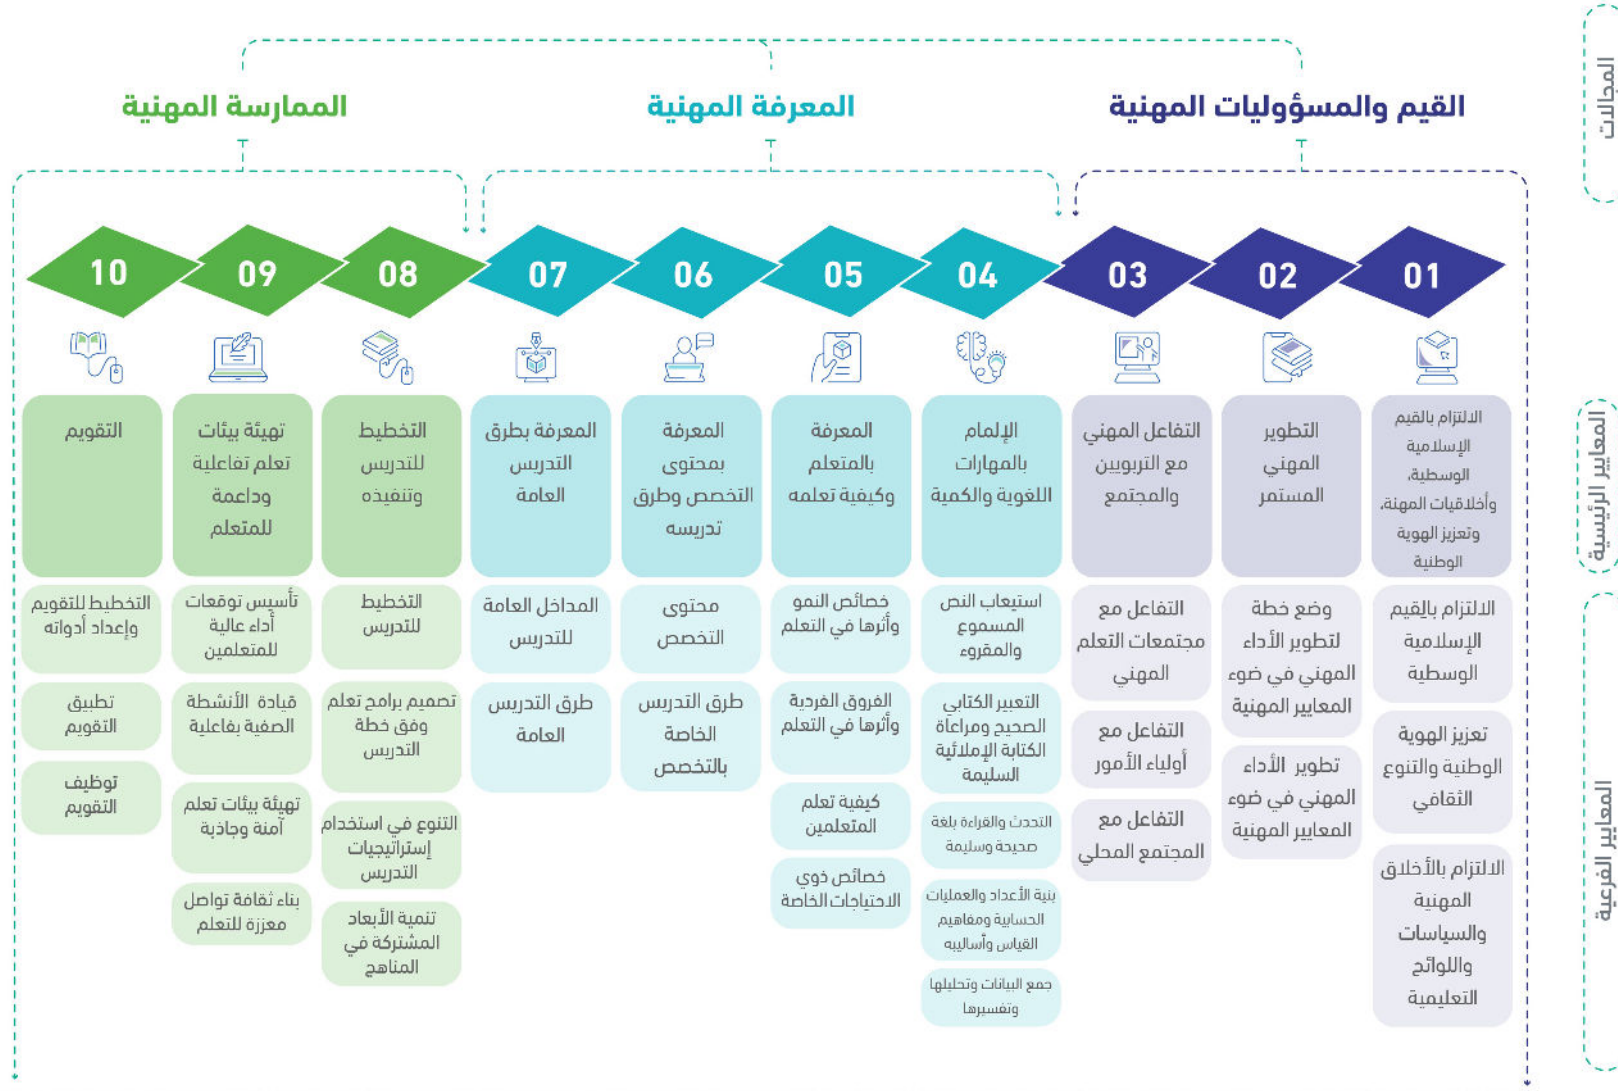 المجالات
القيم والمسؤوليات المهنية
المعرفة المهنية
الممارسة المهنية
01
02
03
04
05
06
07
08
09
10
المعايير الرئيسية
الالتزام بالقيم
الإسلامية
الوسطية،
وأخلاقيات المهنة،
وتعزيز الهوية
الوطنية
التطوير
المهني
المستمر
التفاعل المهني
مع التربويين
والمجتمع
الإلمام
بالمهارات
اللغوية والكمية
المعرفة
بالمتعلم
وكيفية تعلمه
المعرفة
بمحتوى
التخصص وطرق
تدريسه
المعرفة بطرق
التدريس
العامة
التخطيط
للتدريس
وتنفيذه
تهيئة بيئات
تعلم تفاعلية
وداعمة
للمتعلم
التقويم
المعايير الفرعية
الالتزام بالقيم
الإسلامية
الوسطية
تعزيز الهوية
الوطنية والتنوع
الثقافي
الالتزام بالأخلاق
المهنية
والسياسات
واللوائح
التعليمية
وضع خطة
لتطوير الأداء
المهني في ضوء
المعايير المهنية
تطوير الأداء
المهني في ضوء
المعايير المهنية
التفاعل مع
مجتمعات التعلم
المهني
التفاعل مع
أولياء الأمور
التفاعل مع
المجتمع المحلي
استيعاب النص
المسموع
والمقروء
التعبير الكتابي
الصحيح ومراعاة
الكتابة الإملائية
السليمة
التحدث والقراءة بلغة
صحيحة وسليمة
بنية الأعداد والعمليات
الحسابية ومفاهيم
القياس وأساليبه
جمع البيانات وتحليلها
وتفسيرها
خصائص النمو
وأثرها في التعلم
الفروق الفردية
وأثرها في التعلم
كيفية تعلم
المتعلمين
خصائص ذوي
الاحتياجات الخاصة
محتوى
التخصص
طرق التدريس
الخاصة
بالتخصص
المداخل العامة
للتدريس
طرق التدريس
العامة
التخطيط
للتدريس
تصميم برامج تعلم
وفق خطة
التدريس
التنوع في استخدام
إستراتيجيات
التدريس
تنمية الأبعاد
المشتركة في
المناهج
تأسيس توقعات
أداء عالية
للمتعلمين
قيادة الأنشطة
الصفية بفاعلية
تهيئة بيئات تعلم
آمنة وجاذبة
بناء ثقافة تواصل
معززة للتعلم
التخطيط للتقويم
وإعداد أدواته
تطبيق
التقويم
توظيف
التقويم